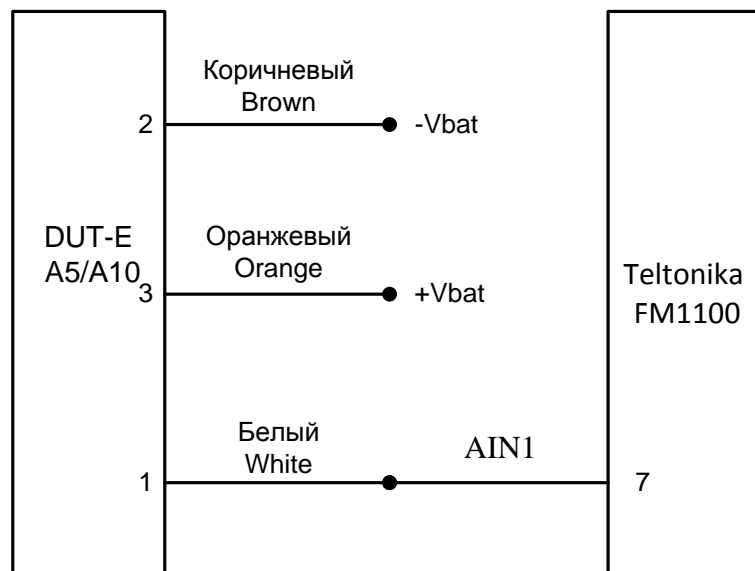 Коричневый
Brown
2
-Vbat
DUT-E
A5/A10
Оранжевый
Orange
3
+Vbat
Teltonika
FM1100
Белый
White
AIN1
1
7